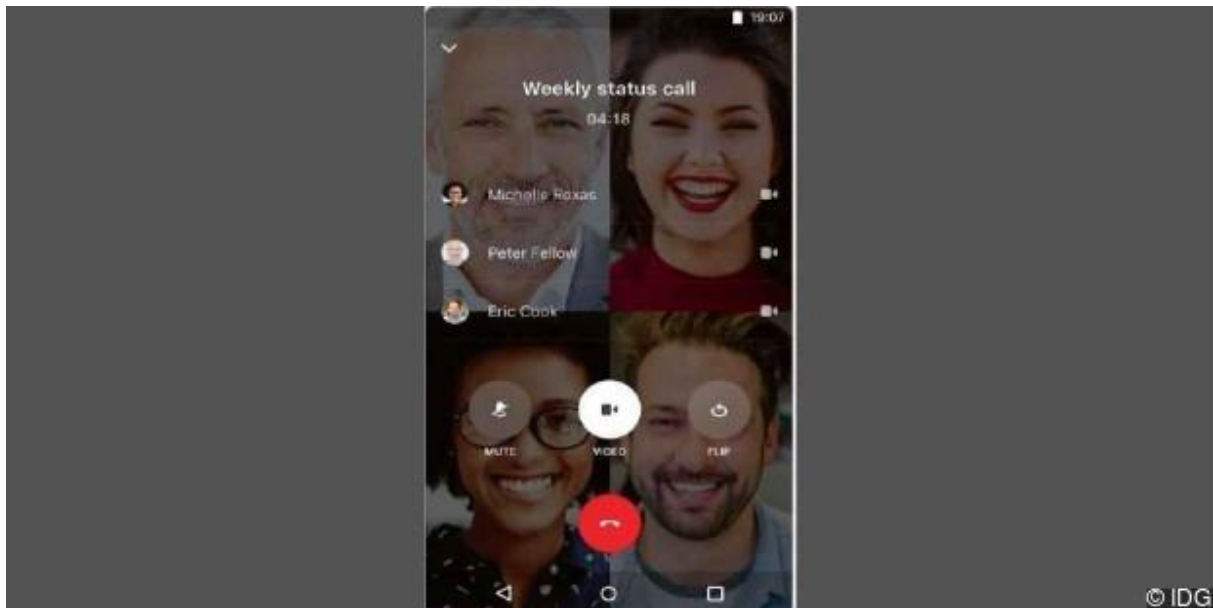 19:07
Weekly status call
04:18
Michelle Roxas
Peter Fellow
Eric Cook
MUTE
VIDEO
FLIP
© IDG